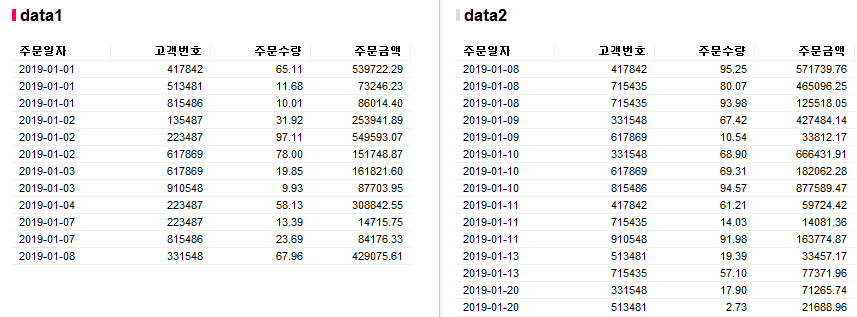 data1
주문일자 고객번호 주문수량 주문금액
2019-01-01 417842 65.11 539722.29
2019-01-01 513481 11.68 73246.23
2019-01-01 815486 10.01 86014.40
2019-01-02 135487 31.92 253941.89
2019-01-02 223487 97.11 549593.07
2019-01-02 617869 78.00 151748.87
2019-01-03 617869 19.85 161821.60
2019-01-03 910548 9.93 87703.95
2019-01-04 223487 58.13 308842.55
2019-01-07 223487 13.39 14715.75
2019-01-07 815486 23.69 84176.33
2019-01-08 331548 67.96 429075.61
data2
주문일자 고객번호 주문수량 주문금액
2019-01-08 417842 95.25 571739.76
2019-01-08 715435 80.07 465096.25
2019-01-08 715435 93.98 125518.05
2019-01-09 331548 67.42 427484.14
2019-01-09 617869 10.54 33812.17
2019-01-10 331548 68.90 666431.91
2019-01-10 617869 69.31 182062.28
2019-01-10 815486 94.57 877589.47
2019-01-11 417842 61.21 59724.42
2019-01-11 715435 14.03 14081.36
2019-01-11 910548 91.98 163774.87
2019-01-13 513481 19.39 33457.17
2019-01-13 715435 57.10 77371.96
2019-01-20 331548 17.90 71265.74
2019-01-20 513481 2.73 21688.96